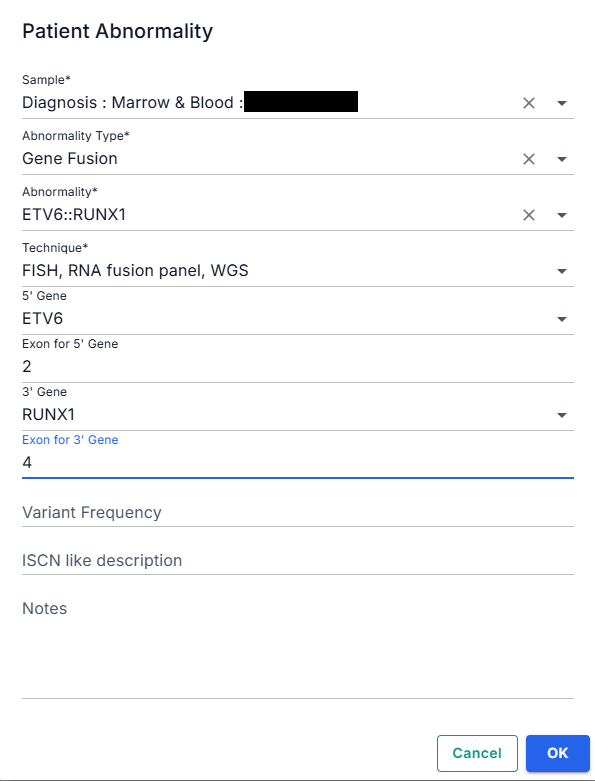 Patient Abnormality
Sample*
Diagnosis : Marrow & Blood :
Abnormality Type*
Gene Fusion
Abnormality*
ETV6::RUNX1
Technique*
FISH, RNA fusion panel, WGS
5' Gene
ETV6
Exon for 5' Gene
2
3' Gene
RUNX1
Exon for 3' Gene
4
Variant Frequency
ISCN like description
Notes
Cancel OK